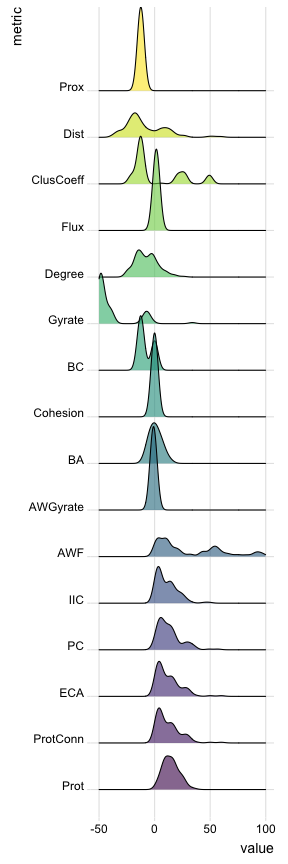 metric
Prox
Dist
ClusCoeff
Flux
Degree
Gyrate
BC
Cohesion
BA
AWGyrate
AWF
IIC
PC
ECA
ProtConn
Prot
-50 0 50 100
value